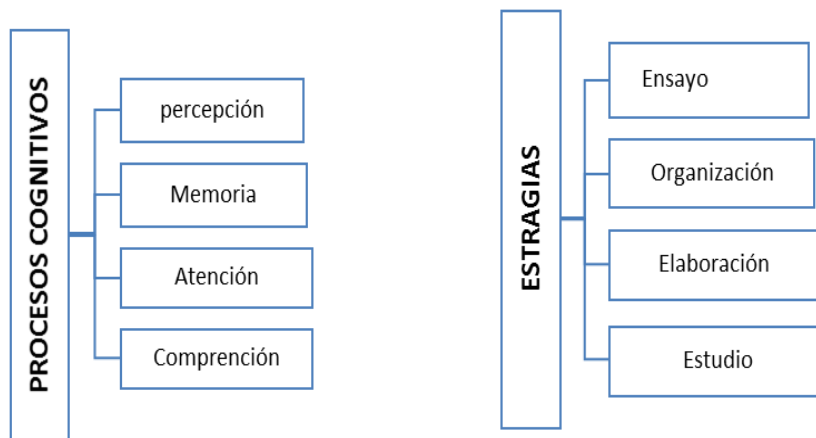 PROCESOS COGNITIVOS
percepción
Memoria
Atención
Comprención
ESTRAGIAS
Ensayo
Organización
Elaboración
Estudio